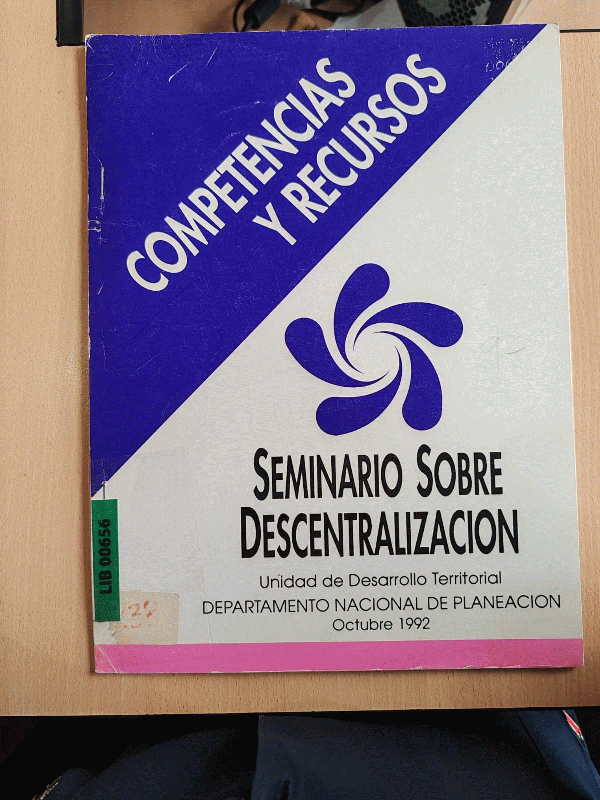 COMPETENCIAS
Y RECURSOS
SEMINARIO SOBRE
DESCENTRALIZACION
Unidad de Desarrollo Territorial
DEPARTAMENTO NACIONAL DE PLANEACION
Octubre 1992
LIB 00656